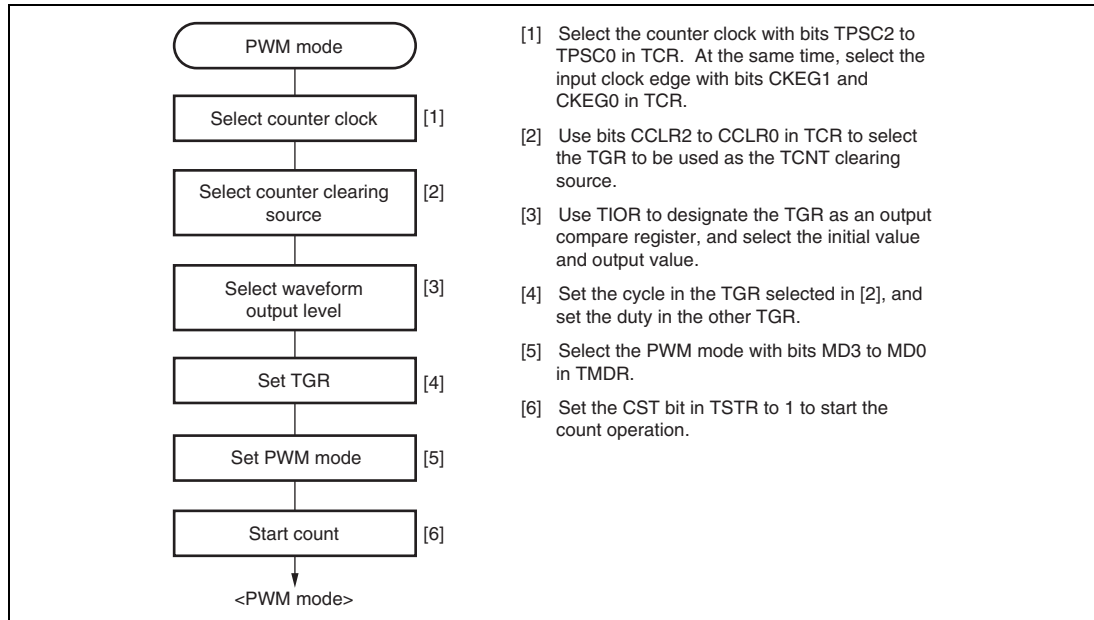 PWM mode
Select counter clock
[1]
Select counter clearing
source
[2]
Select waveform
output level
[3]
Set TGR
[4]
Set PWM mode
[5]
Start count
[6]
<PWM mode>
[1] Select the counter clock with bits TPSC2 to
TPSC0 in TCR. At the same time, select the
input clock edge with bits CKEG1 and
CKEG0 in TCR.
[2] Use bits CCLR2 to CCLR0 in TCR to select
the TGR to be used as the TCNT clearing
source.
[3] Use TIOR to designate the TGR as an output
compare register, and select the initial value
and output value.
[4] Set the cycle in the TGR selected in [2], and
set the duty in the other TGR.
[5] Select the PWM mode with bits MD3 to MD0
in TMDR.
[6] Set the CST bit in TSTR to 1 to start the
count operation.